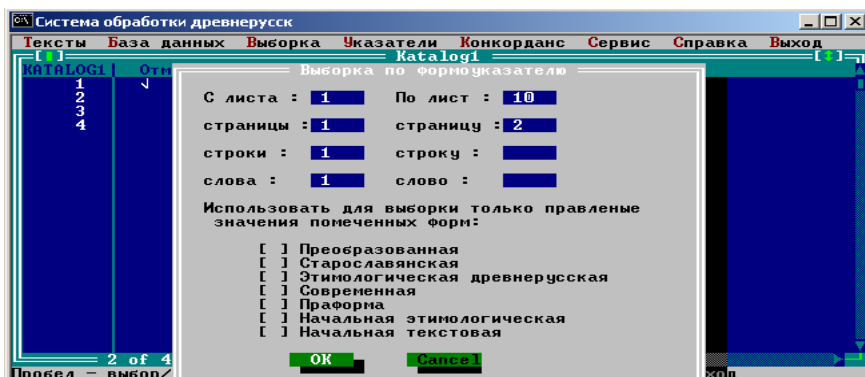 Система обработки древнерусск
Тексты База данных Выборка Указатели Конкорданс Сервис Справка Выход
Katalog1
KATALOG1 Отм Выборка по формоуказателю
1 √
2
3
4
С листа : 1 По лист : 10
страницы : 1 страницу : 2
строки : 1 строку :
слова : 1 слово :
Использовать для выборки только правленые
значения помеченных форм:
[ ] Преобразованная
[ ] Старославянская
[ ] Этимологическая древнерусская
[ ] Современная
[ ] Праформа
[ ] Начальная этимологическая
[ ] Начальная текстовая
2 of 4 OK Cancel
Пробел — выбор/